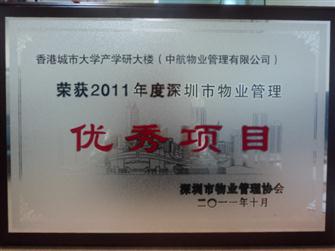 香港城市大学产学研大楼（中航物业管理有限公司）
荣获2011年度深圳市物业管理
优秀项目
深圳市物业管理协会
二〇一一年十月